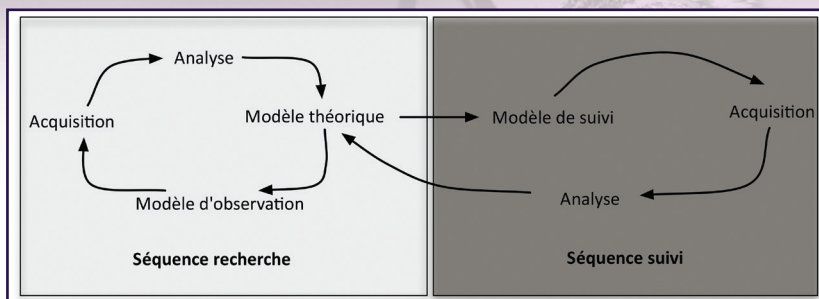 Analyse
Acquisition
Modèle théorique
Modèle d'observation
Séquence recherche
Modèle de suivi
Acquisition
Analyse
Séquence suivi